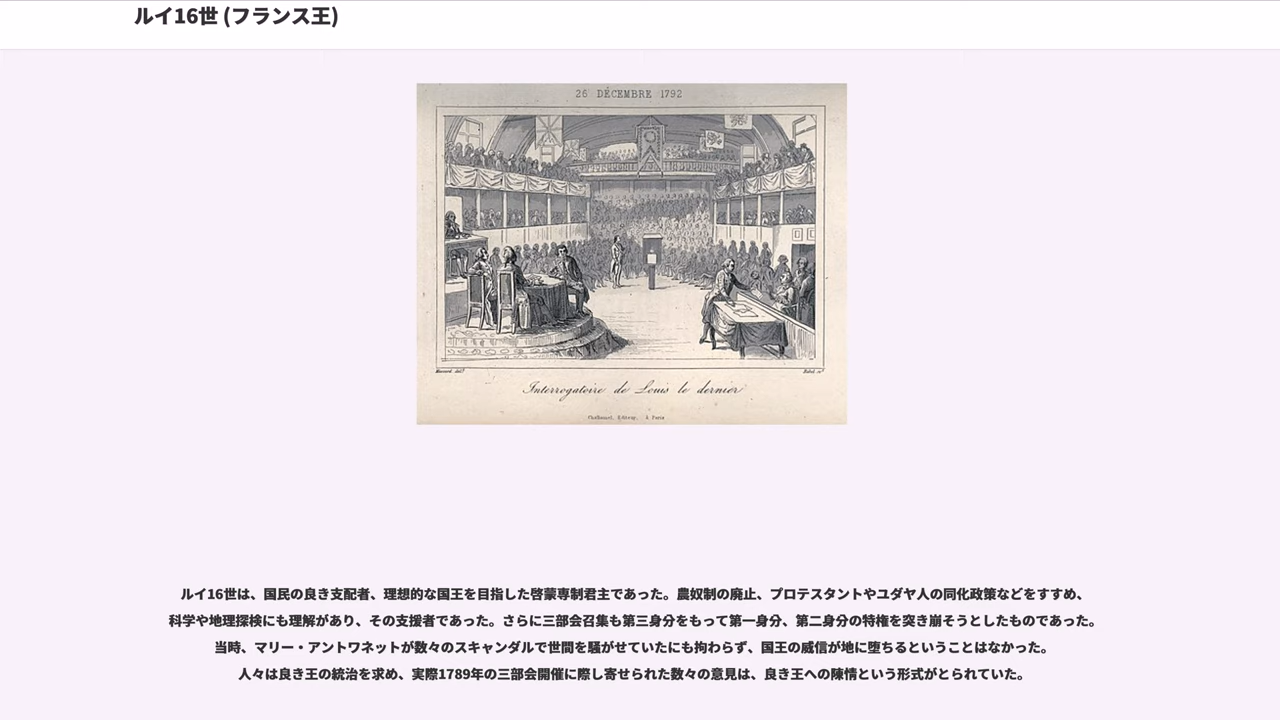 ルイ16世 (フランス王)
26 DÉCEMBRE 1792
Interrogatoire de Louis le dernier
à Paris
ルイ16世は、国民の良き支配者、理想的な国王を目指した啓蒙専制君主であった。農奴制の廃止、プロテスタントやユダヤ人の同化政策などをすすめ、
科学や地理探検にも理解があり、その支援者であった。さらに三部会召集も第三身分をもって第一身分、第二身分の特権を突き崩そうとしたものであった。
当時、マリー・アントワネットが数々のスキャンダルで世間を騒がせていたにも拘わらず、国王の威信が地に堕ちるということはなかった。
人々は良き王の統治を求め、実際1789年の三部会開催に際し寄せられた数々の意見は、良き王への陳情という形式がとられていた。